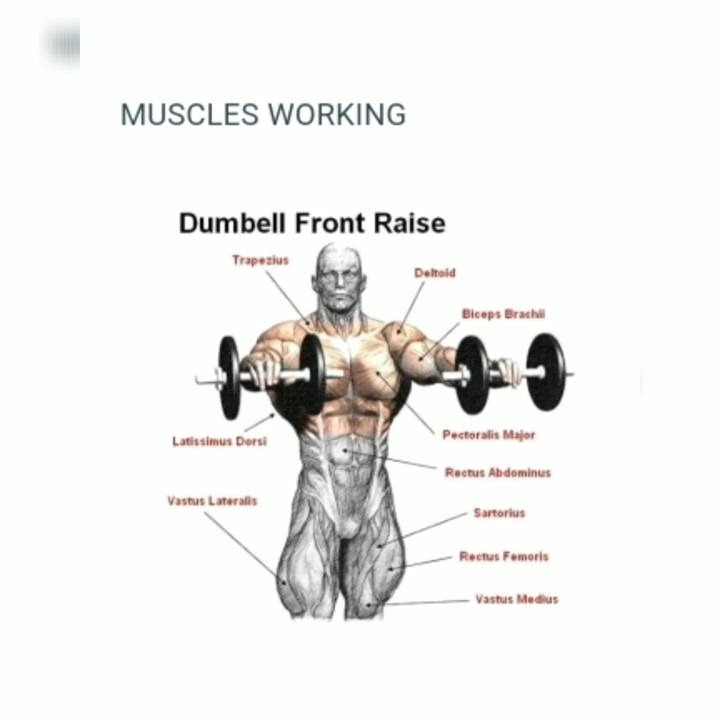 MUSCLES WORKING
Dumbell Front Raise
Trapezius
Deltoid
Biceps Brachii
Latissimus Dorsi
Pectoralis Major
Rectus Abdominus
Vastus Lateralis
Sartorius
Rectus Femoris
Vastus Medius